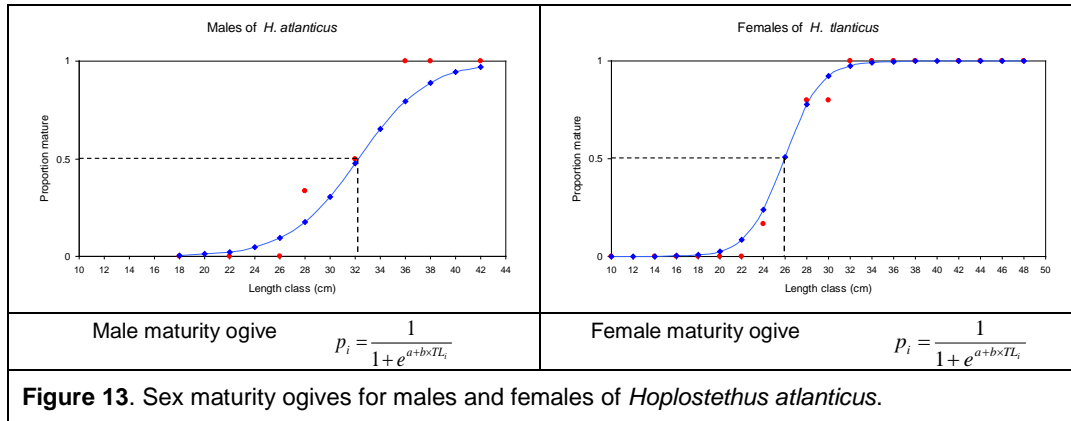 Males of H. atlanticus
Proportion mature
1
0.5
0
10 12 14 16 18 20 22 24 26 28 30 32 34 36 38 40 42 44
Length class (cm)
Females of H. tlanticus
Proportion mature
1
0.5
0
10 12 14 16 18 20 22 24 26 28 30 32 34 36 38 40 42 44 46 48 50
Length class (cm)
Male maturity ogive p_i = 1 / (1 + e^(a+b×TL_i))
Female maturity ogive p_i = 1 / (1 + e^(a+b×TL_i))
Figure 13. Sex maturity ogives for males and females of Hoplostethus atlanticus.